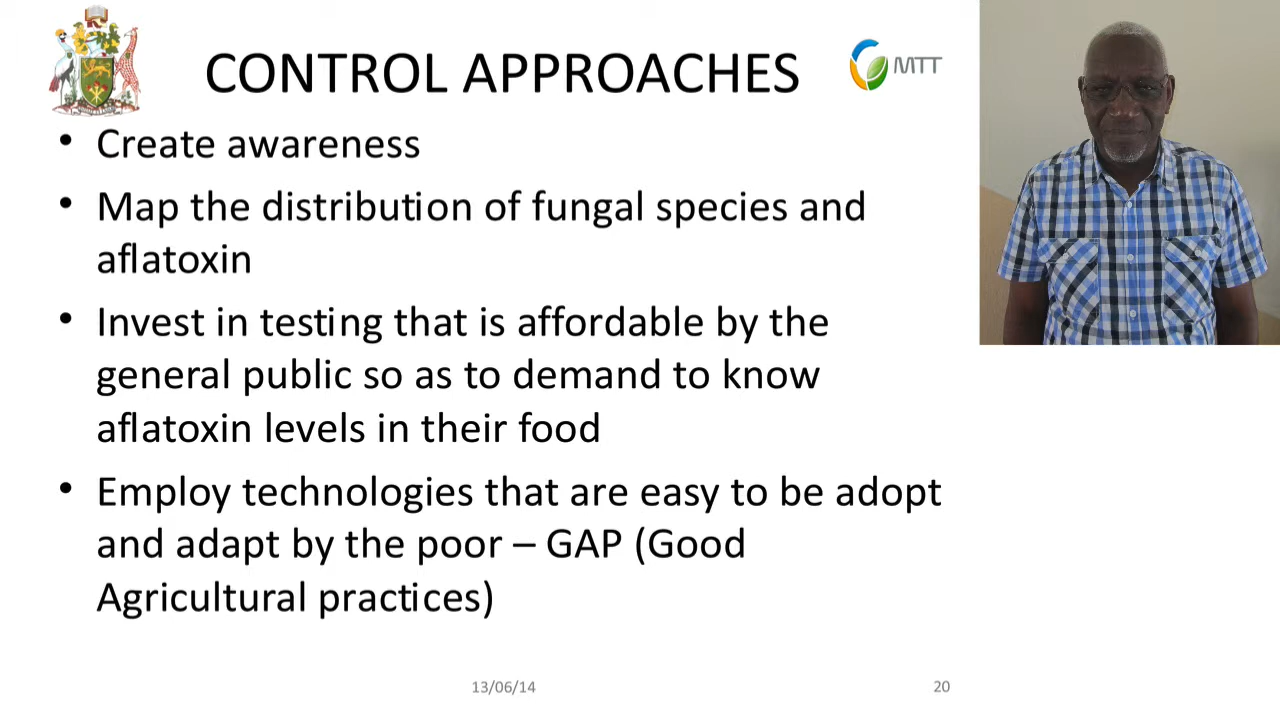 CONTROL APPROACHES
MTT
• Create awareness
• Map the distribution of fungal species and
aflatoxin
• Invest in testing that is affordable by the
general public so as to demand to know
aflatoxin levels in their food
• Employ technologies that are easy to be adopt
and adapt by the poor – GAP (Good
Agricultural practices)
13/06/14
20